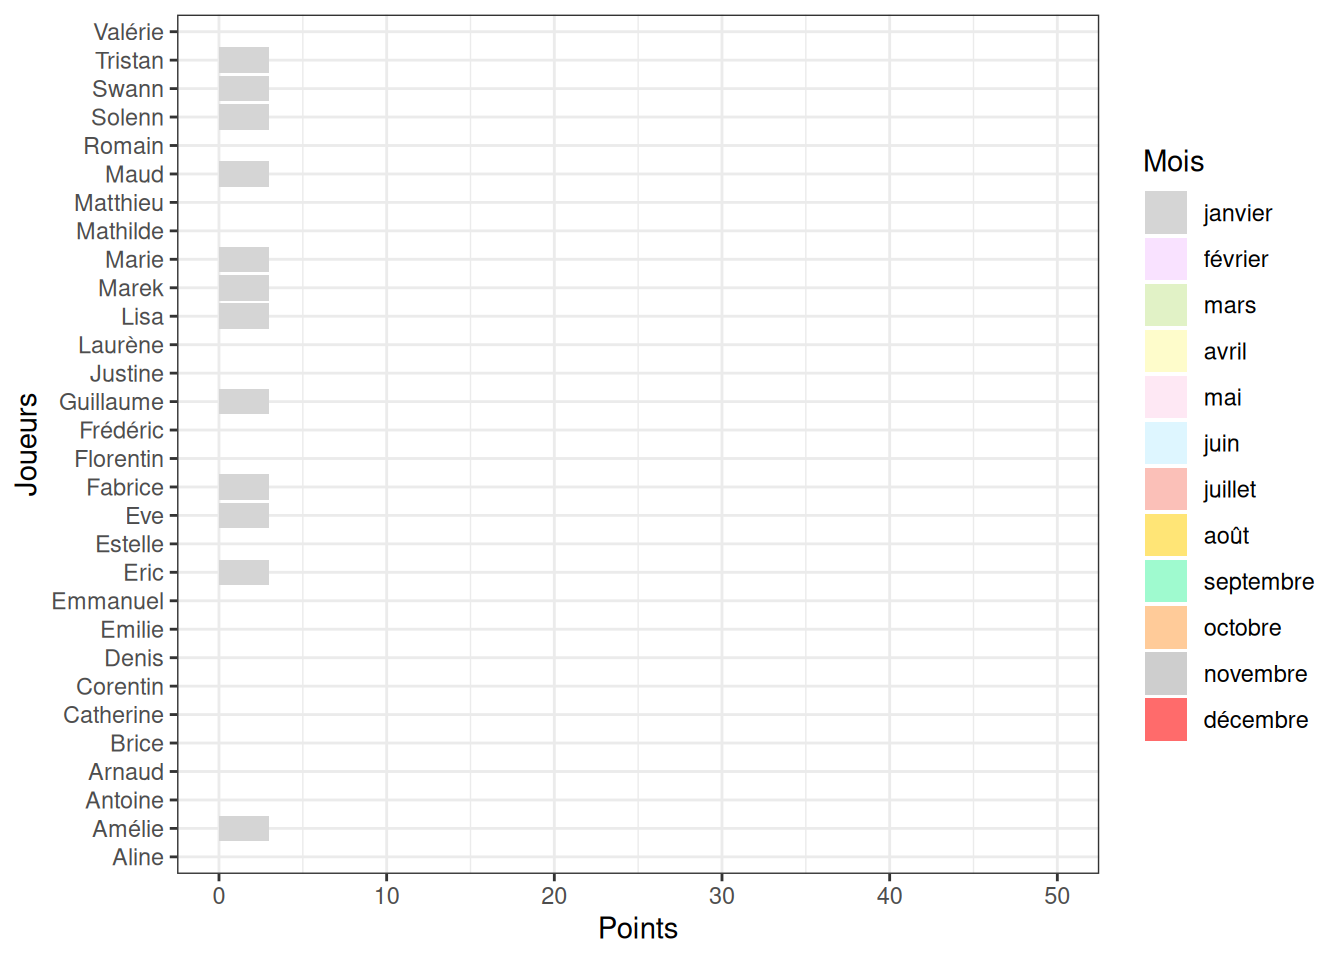 Valérie
Tristan
Swann
Solenn
Romain
Maud
Matthieu
Mathilde
Marie
Marek
Lisa
Laurène
Justine
Guillaume
Frédéric
Florentin
Fabrice
Eve
Estelle
Eric
Emmanuel
Emilie
Denis
Corentin
Catherine
Brice
Arnaud
Antoine
Amélie
Aline
Joueurs
0 10 20 30 40 50
Points
Mois
janvier
février
mars
avril
mai
juin
juillet
août
septembre
octobre
novembre
décembre